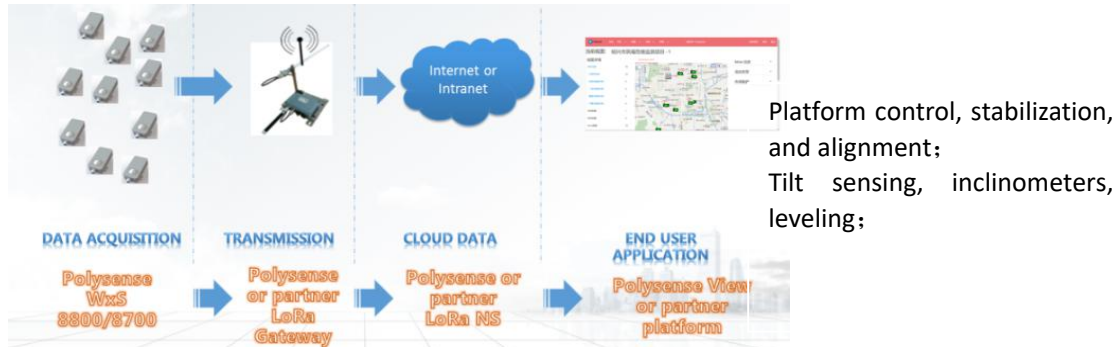 Internet or
Intranet
Platform control, stabilization,
and alignment；
Tilt sensing, inclinometers,
leveling；
DATA ACQUISITION
TRANSMISSION
CLOUD DATA
END USER
APPLICATION
Polysense
WxS
8800/8700
Polysense
or partner
LoRa
Gateway
Polysense or
partner
LoRa NS
Polysense View
or partner
platform